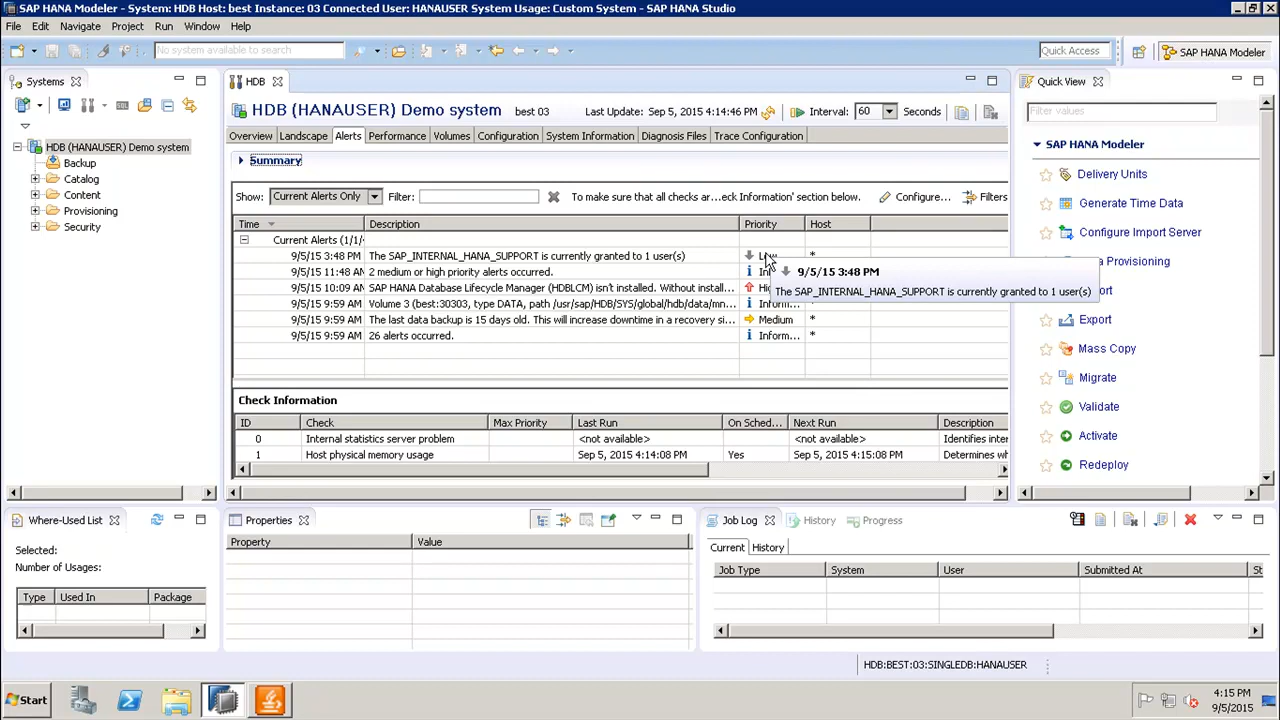 SAP HANA Modeler - System: HDB Host: best Instance: 03 Connected User: HANAUSER System Usage: Custom System - SAP HANA Studio
File Edit Navigate Project Run Window Help
No system available to search
Quick Access
SAP HANA Modeler
Systems
HDB (HANAUSER) Demo system
Backup
Catalog
Content
Provisioning
Security
HDB
HDB (HANAUSER) Demo system best 03 Last Update: Sep 5, 2015 4:14:46 PM Interval: 60 Seconds
Overview Landscape Alerts Performance Volumes Configuration System Information Diagnosis Files Trace Configuration
Summary
Show: Current Alerts Only Filter: To make sure that all checks ar...eck Information' section below. Configure... Filters
Time Description Priority Host
Current Alerts (1/1/
9/5/15 3:48 PM The SAP_INTERNAL_HANA_SUPPORT is currently granted to 1 user(s) *
9/5/15 11:48 AM 2 medium or high priority alerts occurred.
9/5/15 10:09 AM SAP HANA Database Lifecycle Manager (HDBLCM) isn't installed. Without install...
9/5/15 9:59 AM Volume 3 (best:30303, type DATA, path /usr/sap/HDB/SYS/global/hdb/data/mn... Inform...
9/5/15 9:59 AM The last data backup is 15 days old. This will increase downtime in a recovery si... Medium *
9/5/15 9:59 AM 26 alerts occurred. Inform... *
9/5/15 3:48 PM
The SAP_INTERNAL_HANA_SUPPORT is currently granted to 1 user(s)
Check Information
ID Check Max Priority Last Run On Sched... Next Run Description
0 Internal statistics server problem <not available> <not available> Identifies inter
1 Host physical memory usage Sep 5, 2015 4:14:08 PM Yes Sep 5, 2015 4:15:08 PM Determines wh
Quick View
Filter values
SAP HANA Modeler
Delivery Units
Generate Time Data
Configure Import Server
a Provisioning
ort
Export
Mass Copy
Migrate
Validate
Activate
Redeploy
Where-Used List
Selected:
Number of Usages:
Type Used In Package
Properties
Property Value
Job Log History Progress
Current History
Job Type System User Submitted At St
HDB:BEST:03:SINGLEDB:HANAUSER
Start
4:15 PM
9/5/2015